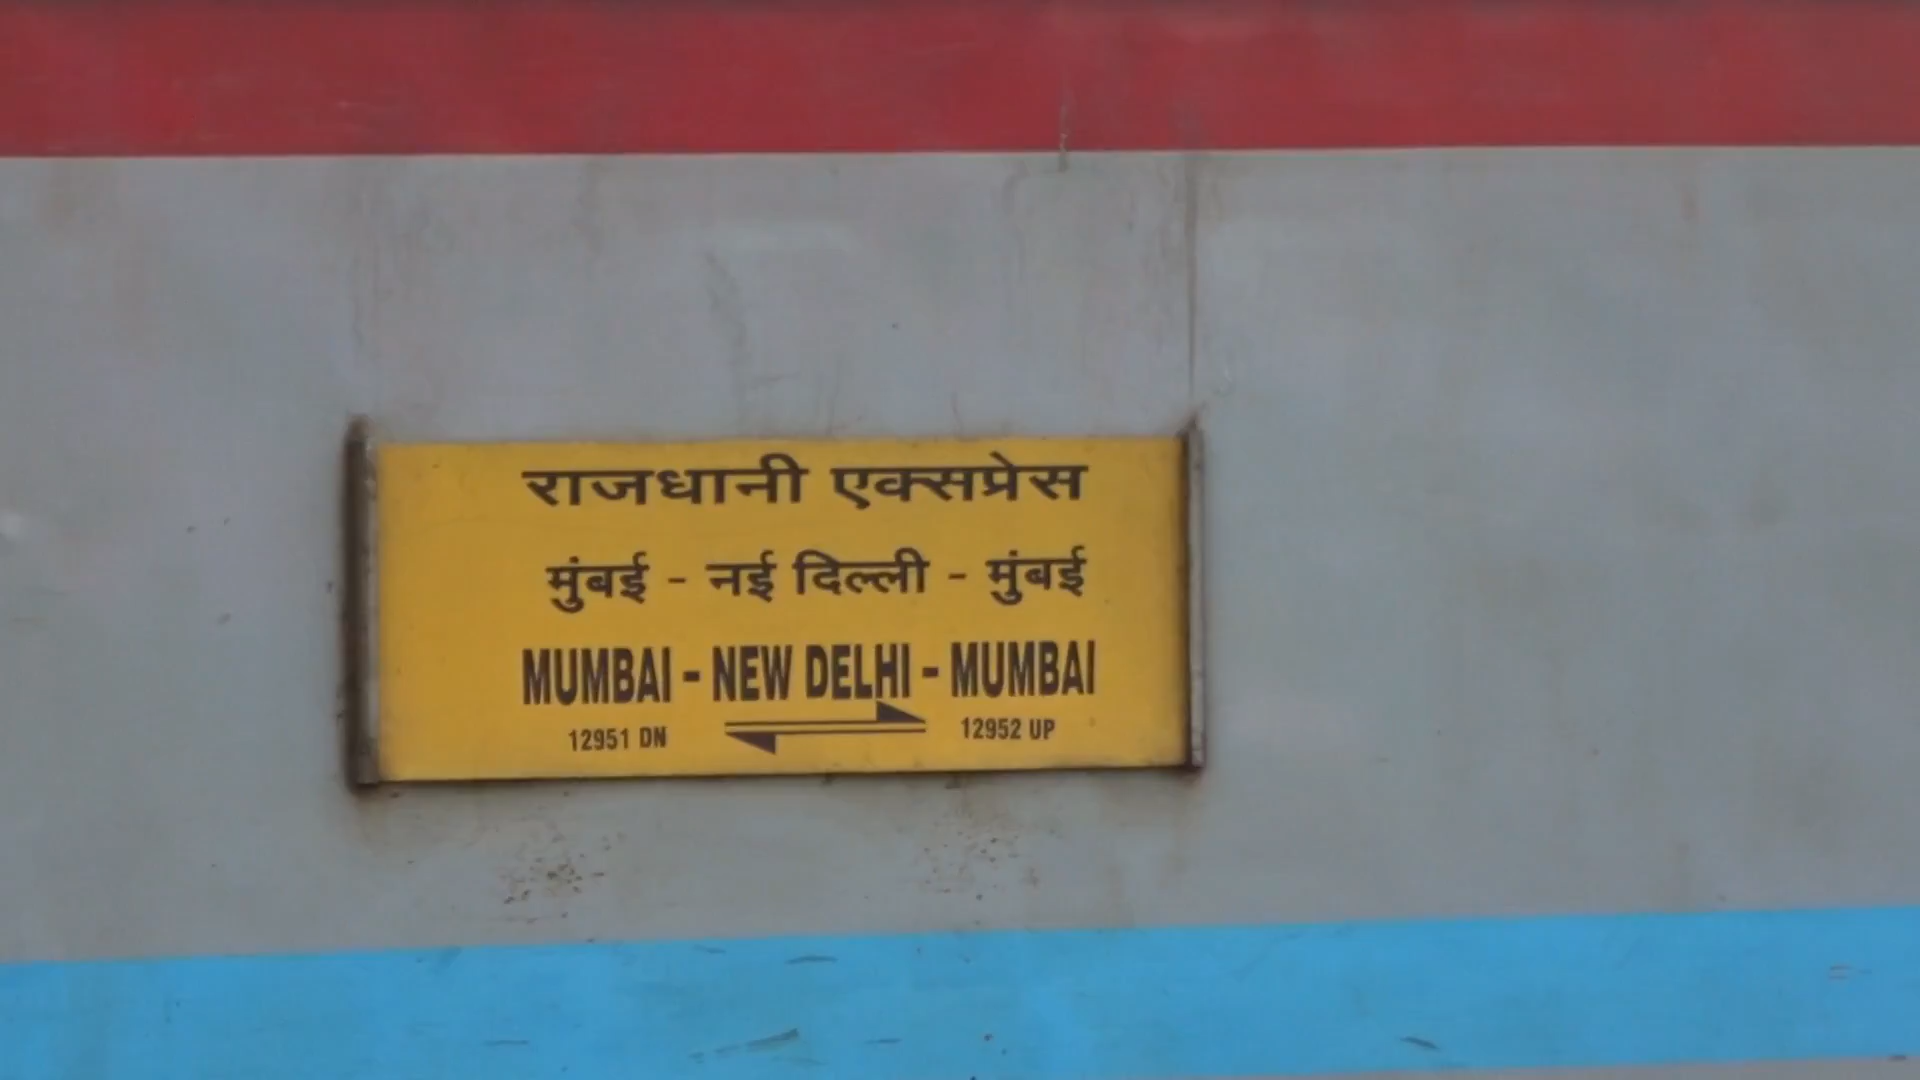 राजधानी एक्सप्रेस
मुंबई - नई दिल्ली - मुंबई
MUMBAI - NEW DELHI - MUMBAI
12951 DN 12952 UP